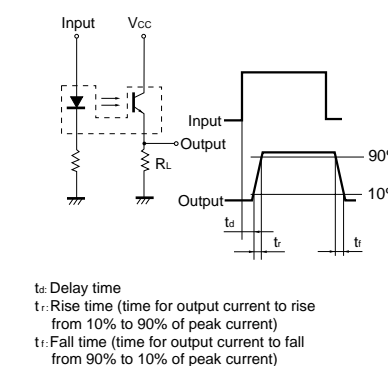 Input Vcc
Input
Output
RL
90%
10%
Output
td
tr tf
td: Delay time
tr: Rise time (time for output current to rise
from 10% to 90% of peak current)
tf: Fall time (time for output current to fall
from 90% to 10% of peak current)